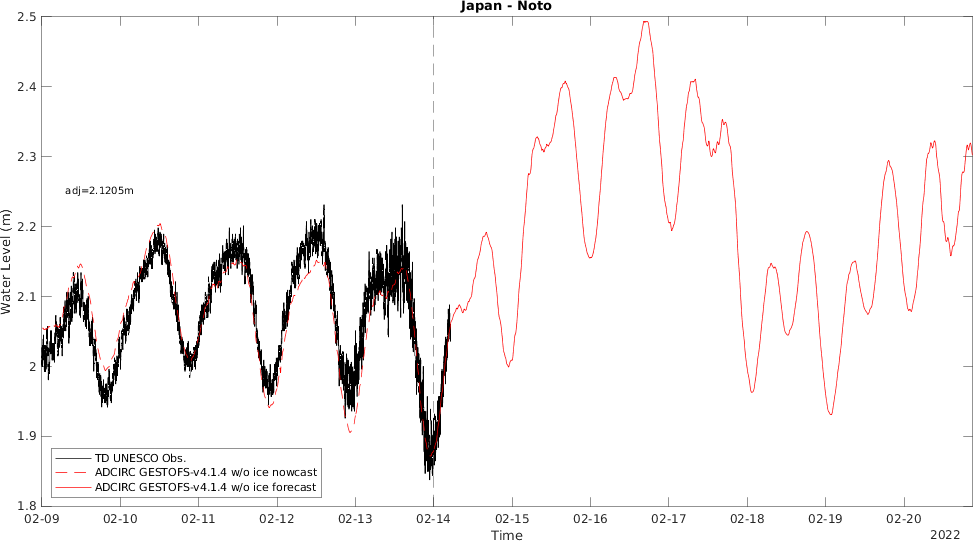 Japan - Noto
2.5
2.4
2.3
2.2
2.1
2
1.9
1.8
Water Level (m)
adj=2.1205m
TD UNESCO Obs.
ADCIRC GESTOFS-v4.1.4 w/o ice nowcast
ADCIRC GESTOFS-v4.1.4 w/o ice forecast
02-09 02-10 02-11 02-12 02-13 02-14 02-15 02-16 02-17 02-18 02-19 02-20
Time
2022